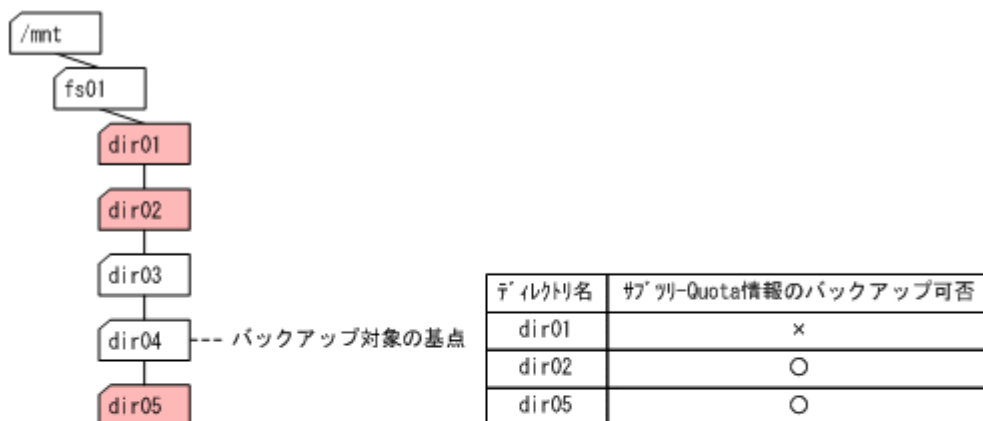 /mnt
fs01
dir01
dir02
dir03
dir04 --- バックアップ対象の基点
dir05
ﾃﾞｨﾚｸﾄﾘ名 ｻﾌﾞﾂﾘｰQuota情報のバックアップ可否
dir01 ×
dir02 ○
dir05 ○